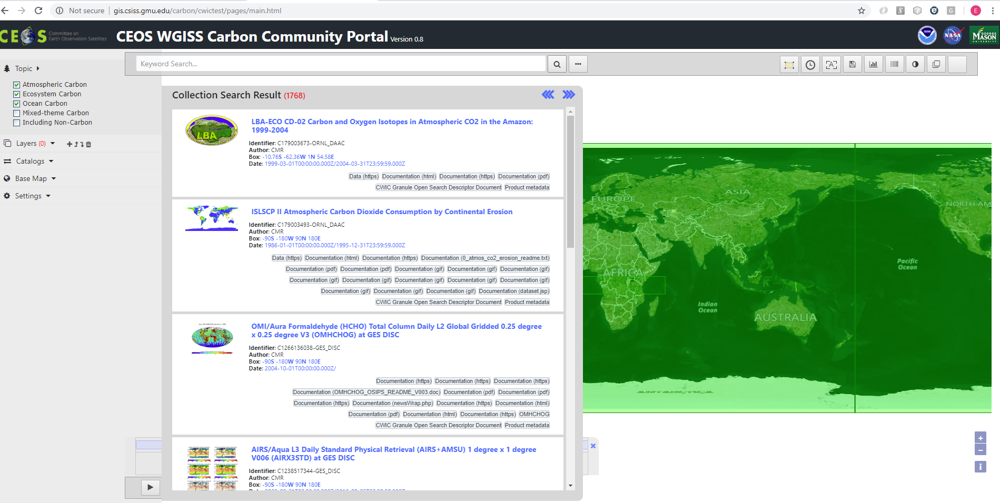 Not secure
gis.csiss.gmu.edu/carbon/cwictest/pages/main.html
G
E
CEOS
Committee on
Earth Observation Satellites
CEOS WGISS Carbon Community Portal Version 0.8
NOAA
NASA
GEORGE
MASON
UNIVERSITY
Topic
Atmospheric Carbon
Ecosystem Carbon
Ocean Carbon
Mixed-theme Carbon
Including Non-Carbon
Layers (0)
Catalogs
Base Map
Settings
Keyword Search...
A
Collection Search Result (1768)
LBA
LBA-ECO CD-02 Carbon and Oxygen Isotopes in Atmospheric CO2 in the Amazon:
1999-2004
Identifier: C179003673-ORNL_DAAC
Author: CMR
Box: -10.76S -62.36W 1N 54.58E
Date: 1999-03-01T00:00:00.000Z/2004-03-31T23:59:59.000Z
Data (https) Documentation (html) Documentation (https) Documentation (pdf)
CWIC Granule Open Search Descriptor Document Product metadata
ISLSCP II Atmospheric Carbon Dioxide Consumption by Continental Erosion
Identifier: C179003493-ORNL_DAAC
Author: CMR
Box: -90S -180W 90N 180E
Date: 1986-01-01T00:00:00.000Z/1995-12-31T23:59:59.000Z
Data (https) Documentation (html) Documentation (https) Documentation (0_atmos_co2_erosion_readme.txt)
Documentation (pdf) Documentation (pdf) Documentation (gif) Documentation (gif) Documentation (gif)
Documentation (gif) Documentation (gif) Documentation (gif) Documentation (gif) Documentation (gif)
Documentation (gif) Documentation (gif) Documentation (gif) Documentation (dataset.jsp)
CWIC Granule Open Search Descriptor Document Product metadata
OMI/Aura Formaldehyde (HCHO) Total Column Daily L2 Global Gridded 0.25 degree
x 0.25 degree V3 (OMHCHOG) at GES DISC
Identifier: C1266136038-GES_DISC
Author: CMR
Box: -90S -180W 90N 180E
Date: 2004-10-01T00:00:00.000Z/
Documentation (https) Documentation (https) Documentation (https)
Documentation (OMHCHOG_OSIPS_README_V003.doc) Documentation (pdf) Documentation (pdf)
Documentation (https) Documentation (newsWrap.php) Documentation (https) Documentation (html)
Documentation (pdf) Documentation (html) Documentation (https) OMHCHOG
CWIC Granule Open Search Descriptor Document Product metadata
AIRS/Aqua L3 Daily Standard Physical Retrieval (AIRS+AMSU) 1 degree x 1 degree
V006 (AIRX3STD) at GES DISC
Identifier: C1238517344-GES_DISC
Author: CMR
Box: -90S -180W 90N 180E
EUROPE
ASIA
NORTH AM
AFRICA
Pacific
Ocean
Indian
Ocean
AUSTRALIA
ANTARCTICA
+
−
i